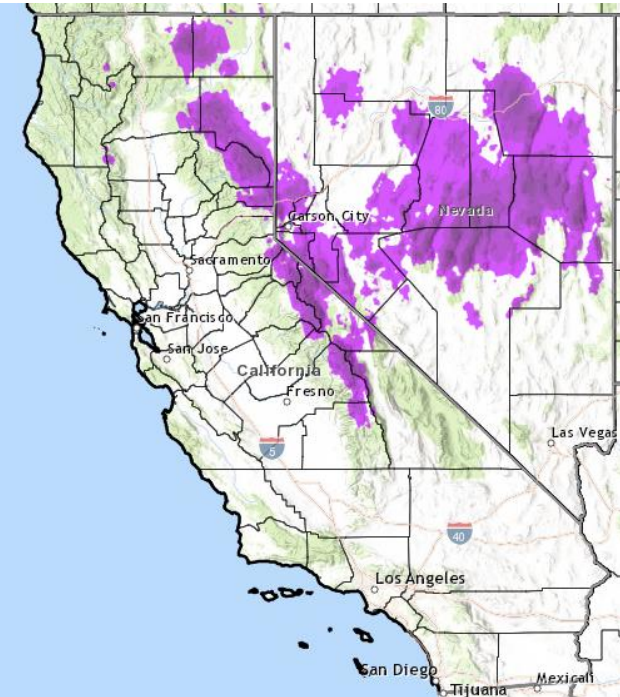 80
Carson City
Nevada
Sacramento
San Francisco
San Jose
California
Fresno
Las Vegas
5
40
Los Angeles
San Diego
Tijuana
Mexicali